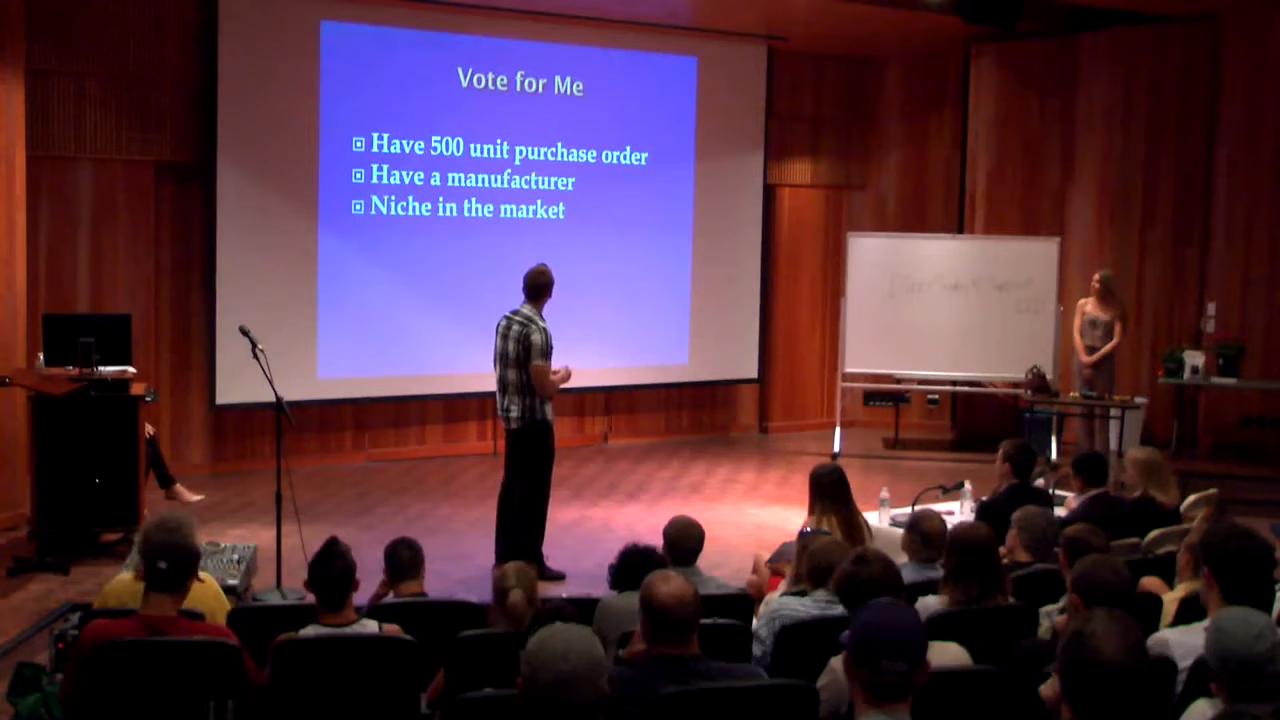 Vote for Me
Have 500 unit purchase order
Have a manufacturer
Niche in the market